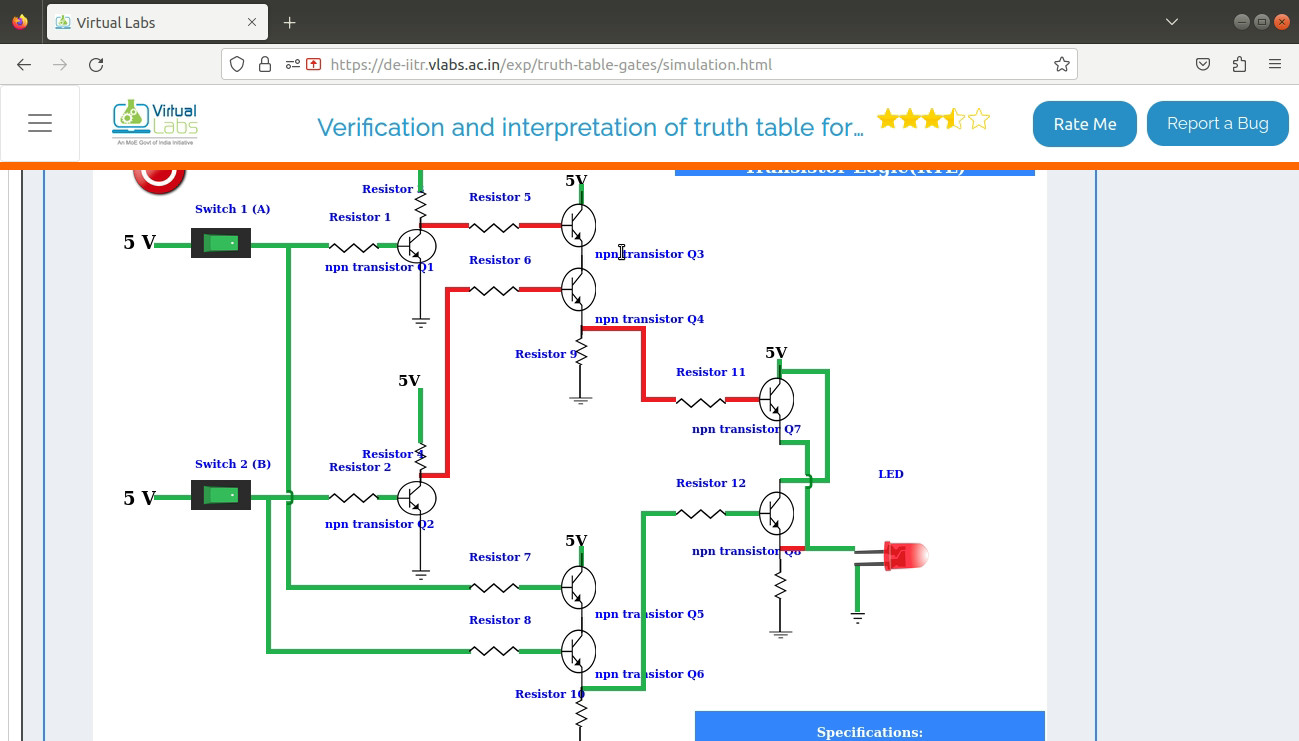 Virtual Labs
https://de-iitr.vlabs.ac.in/exp/truth-table-gates/simulation.html
Virtual
Labs
An MoE Govt of India Initiative
Verification and interpretation of truth table for...
Rate Me
Report a Bug
Transistor Logic(RTL)
5V
Resistor
Resistor 5
Switch 1 (A)
Resistor 1
5 V
npn transistor Q3
Resistor 6
npn transistor Q1
npn transistor Q4
5V
Resistor 9
Resistor 11
5V
npn transistor Q7
Resistor 4
Switch 2 (B)
Resistor 2
LED
Resistor 12
5 V
npn transistor Q2
5V
npn transistor Q8
Resistor 7
npn transistor Q5
Resistor 8
npn transistor Q6
Resistor 10
Specifications: